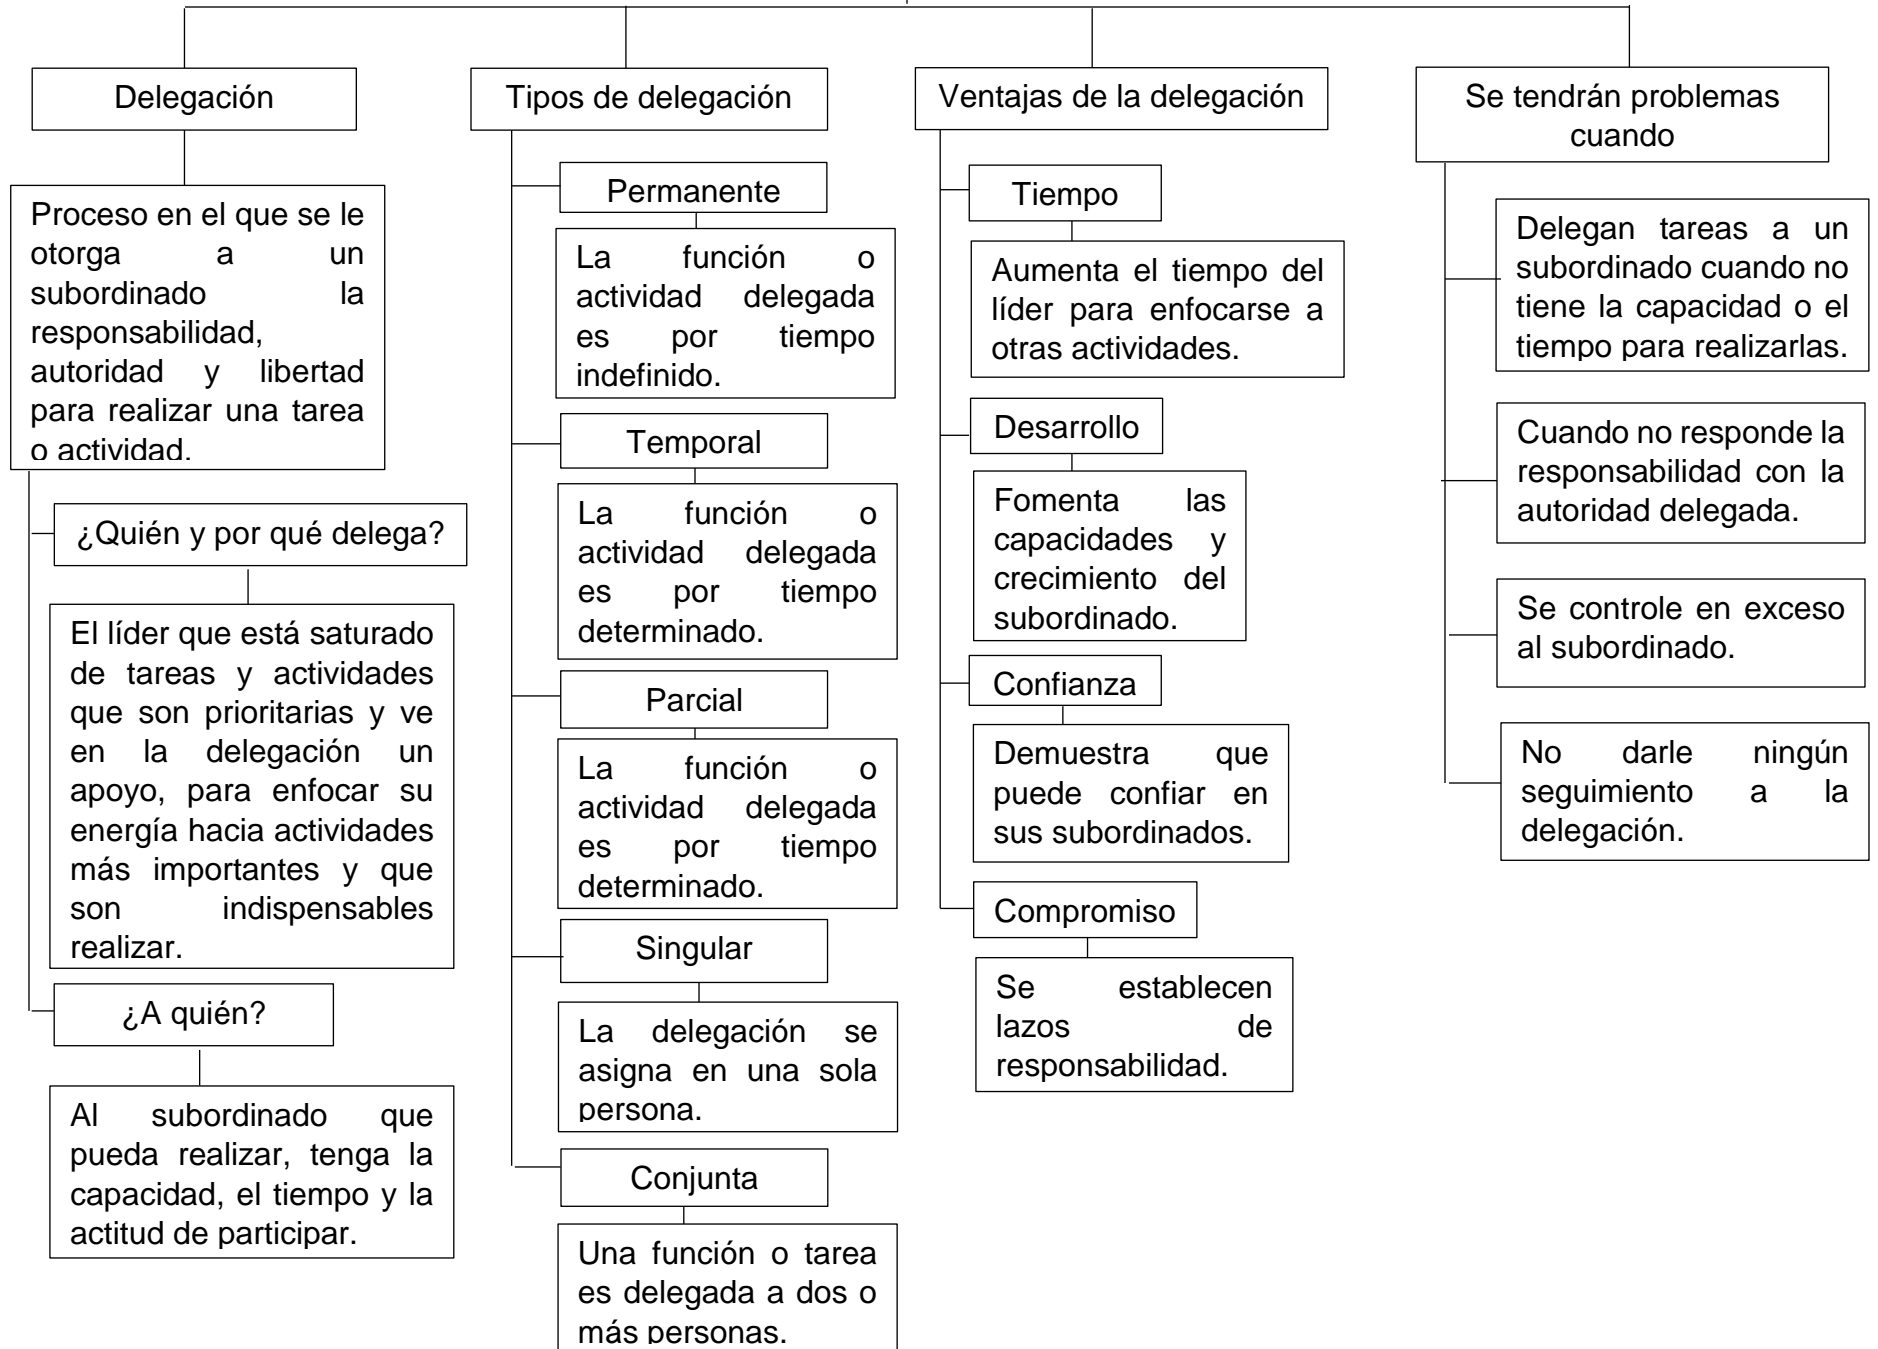 Delegación
Proceso en el que se le
otorga a un
subordinado la
responsabilidad,
autoridad y libertad
para realizar una tarea
o actividad.
¿Quién y por qué delega?
El líder que está saturado
de tareas y actividades
que son prioritarias y ve
en la delegación un
apoyo, para enfocar su
energía hacia actividades
más importantes y que
son indispensables
realizar.
¿A quién?
Al subordinado que
pueda realizar, tenga la
capacidad, el tiempo y la
actitud de participar.
Tipos de delegación
Permanente
La función o
actividad delegada
es por tiempo
indefinido.
Temporal
La función o
actividad delegada
es por tiempo
determinado.
Parcial
La función o
actividad delegada
es por tiempo
determinado.
Singular
La delegación se
asigna en una sola
persona.
Conjunta
Una función o tarea
es delegada a dos o
más personas.
Ventajas de la delegación
Tiempo
Aumenta el tiempo del
líder para enfocarse a
otras actividades.
Desarrollo
Fomenta las
capacidades y
crecimiento del
subordinado.
Confianza
Demuestra que
puede confiar en
sus subordinados.
Compromiso
Se establecen
lazos de
responsabilidad.
Se tendrán problemas
cuando
Delegan tareas a un
subordinado cuando no
tiene la capacidad o el
tiempo para realizarlas.
Cuando no responde la
responsabilidad con la
autoridad delegada.
Se controle en exceso
al subordinado.
No darle ningún
seguimiento a la
delegación.